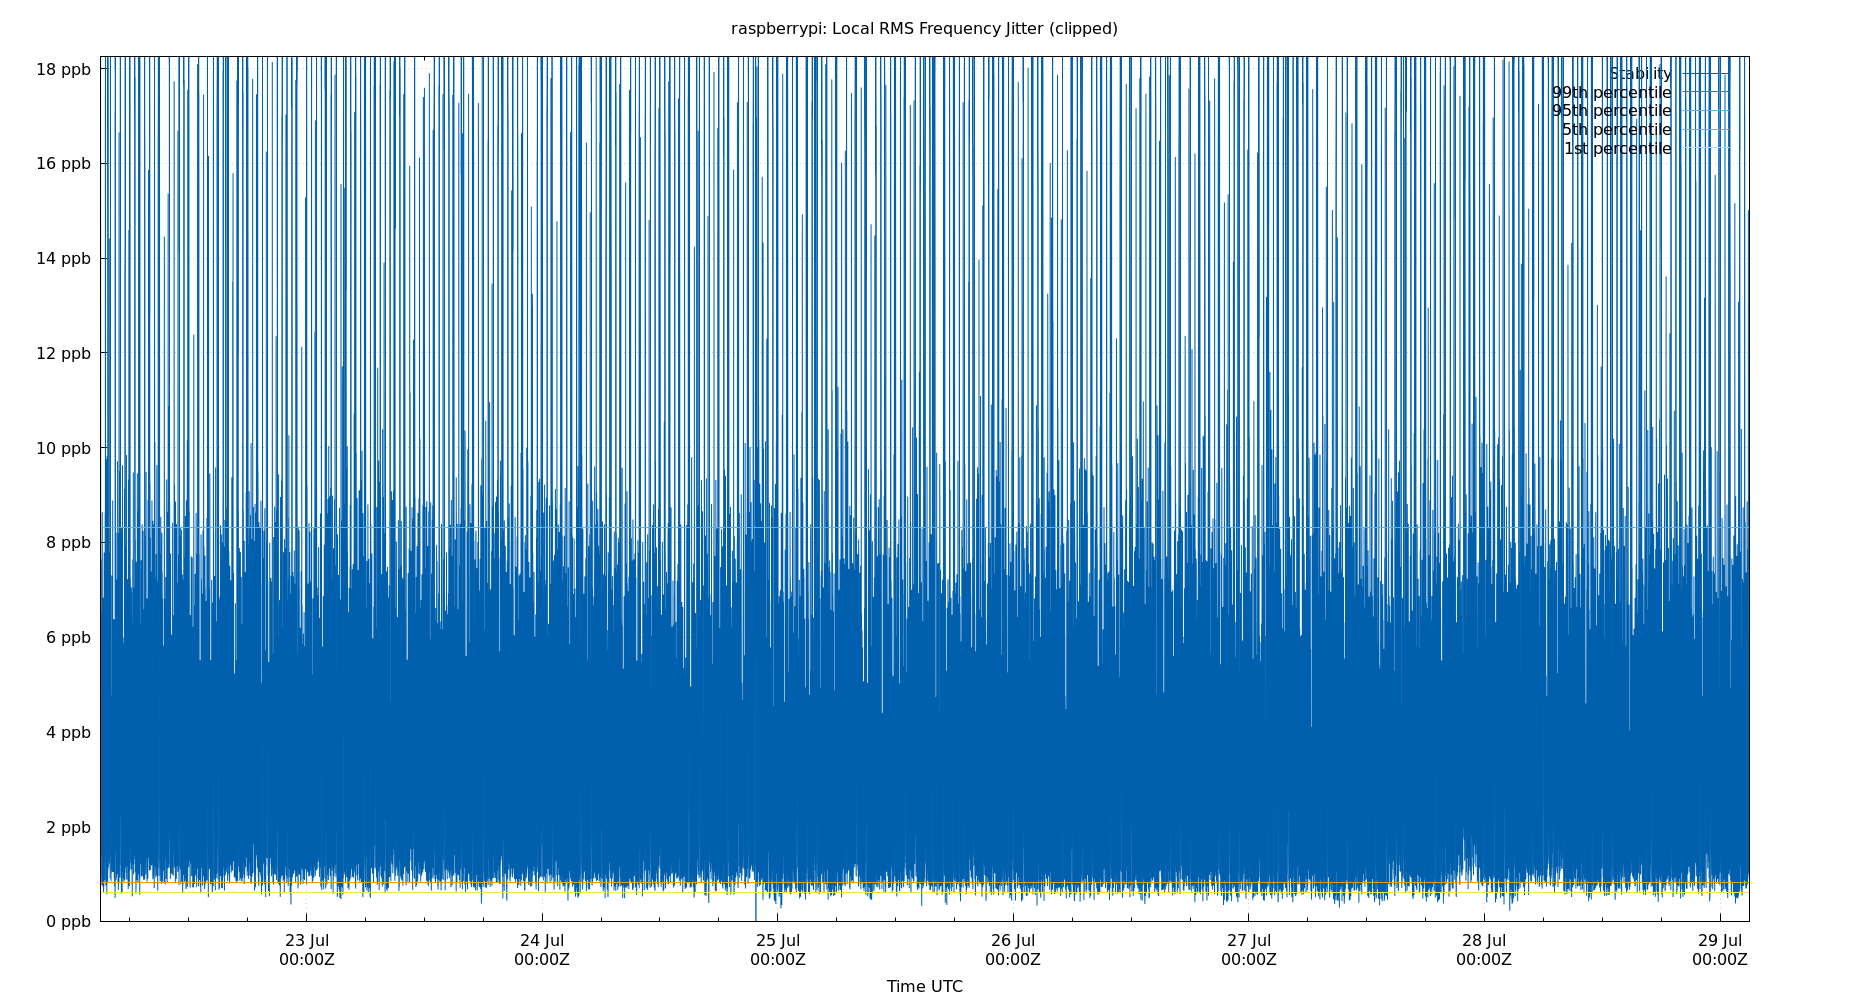 raspberrypi: Local RMS Frequency Jitter (clipped)
18 ppb
16 ppb
14 ppb
12 ppb
10 ppb
8 ppb
6 ppb
4 ppb
2 ppb
0 ppb
Stability
99th percentile
95th percentile
5th percentile
1st percentile
23 Jul
00:00Z
24 Jul
00:00Z
25 Jul
00:00Z
26 Jul
00:00Z
27 Jul
00:00Z
28 Jul
00:00Z
29 Jul
00:00Z
Time UTC